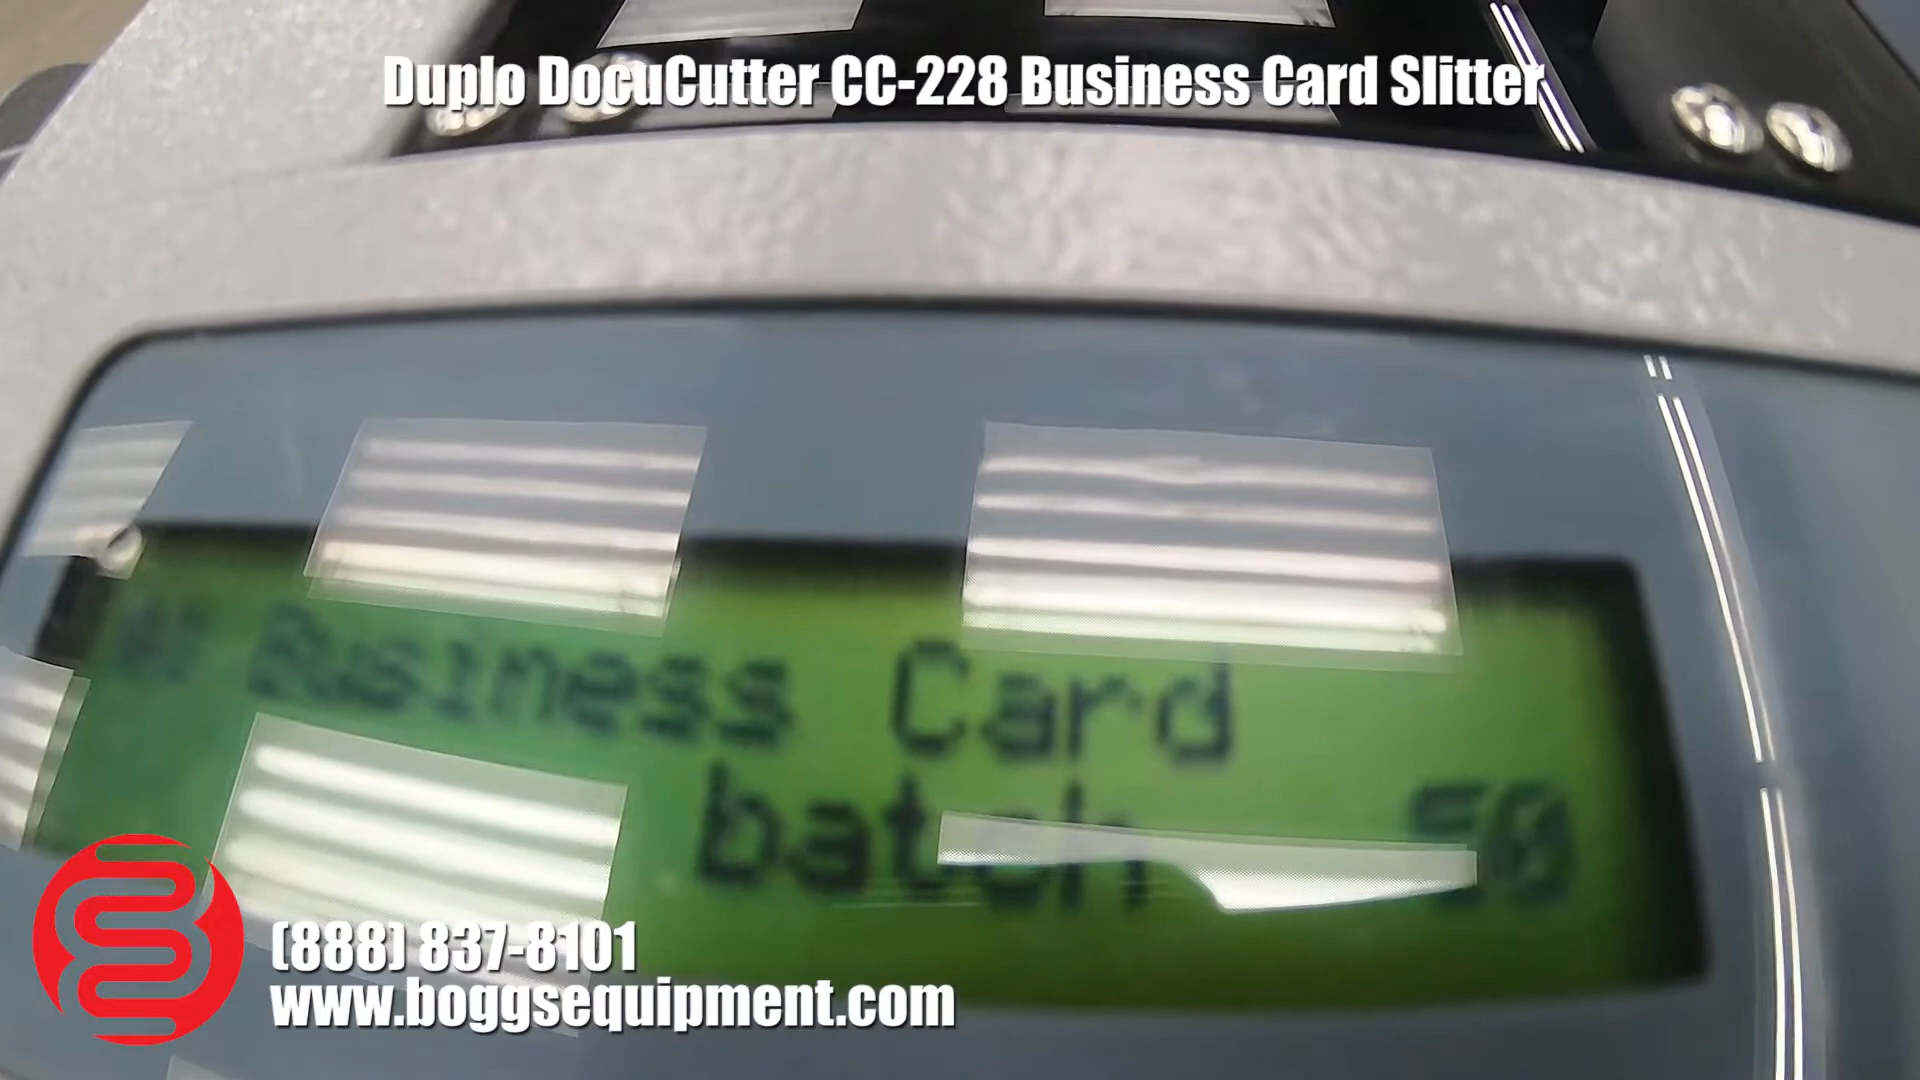 Duplo DocuCutter CC-228 Business Card Slitter
Business Card
batch 50
(888) 837-8101
www.boggsequipment.com